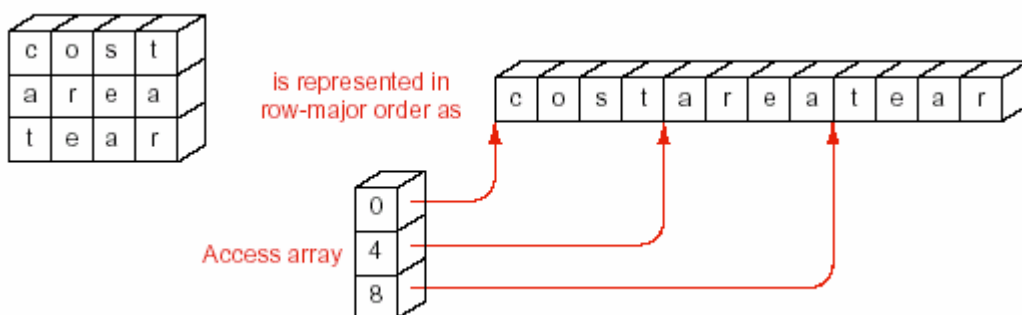 c o s t
a r e a
t e a r
is represented in
row-major order as
c o s t a r e a t e a r
Access array
0
4
8